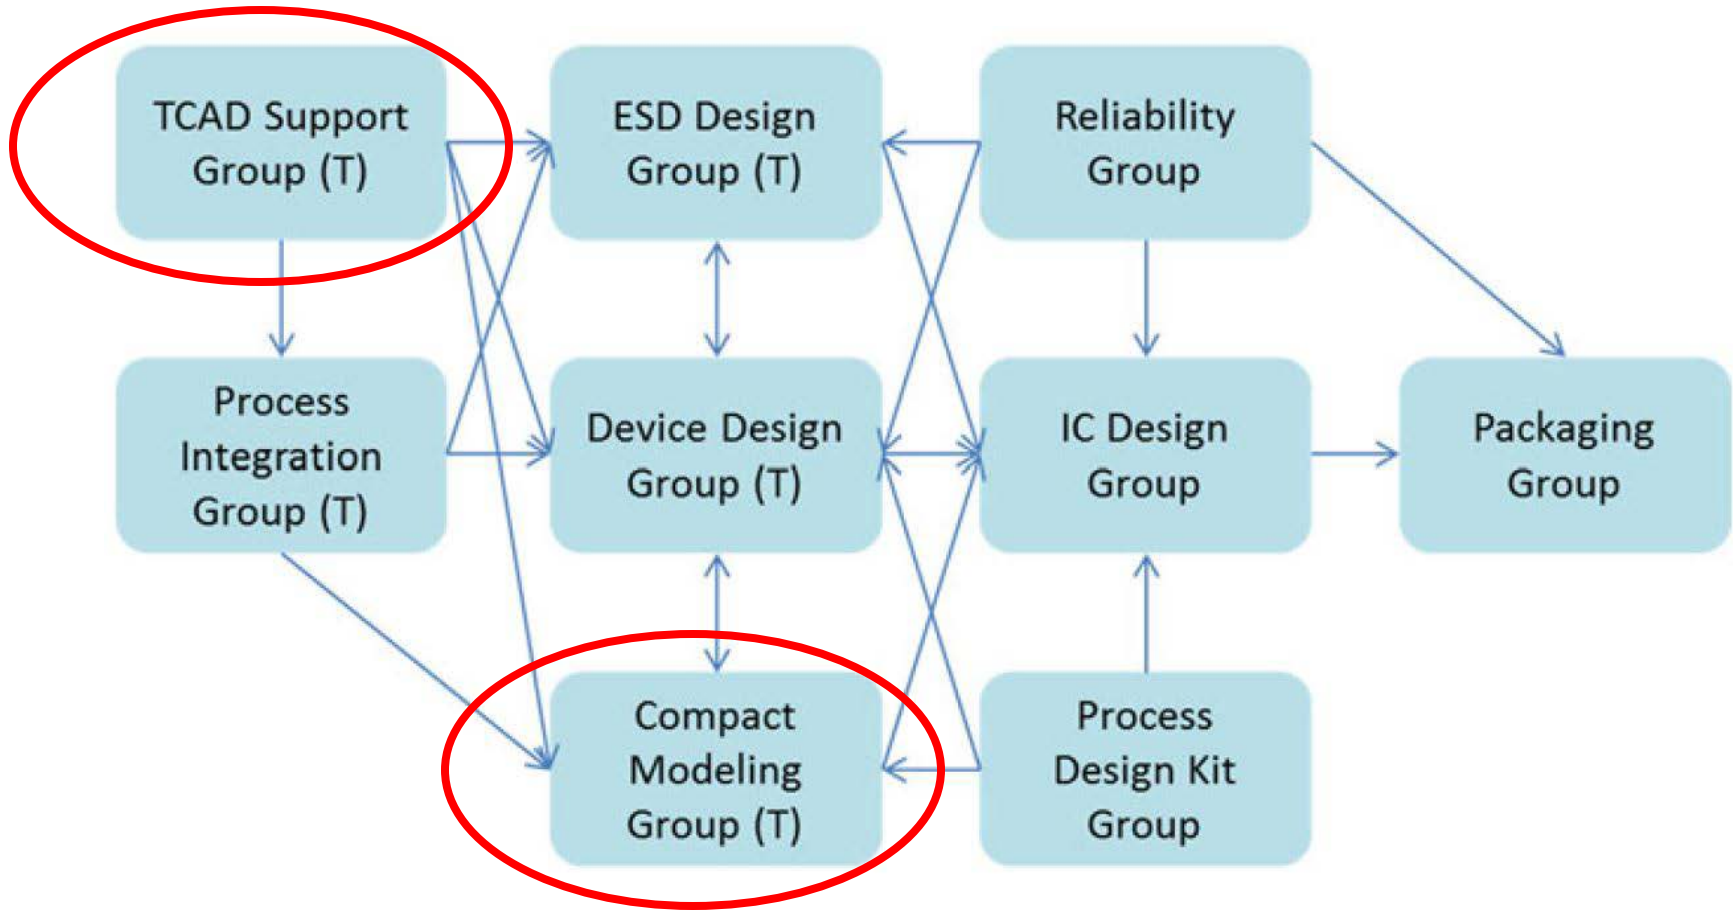 TCAD Support
Group (T)
ESD Design
Group (T)
Reliability
Group
Process
Integration
Group (T)
Device Design
Group (T)
IC Design
Group
Packaging
Group
Compact
Modeling
Group (T)
Process
Design Kit
Group